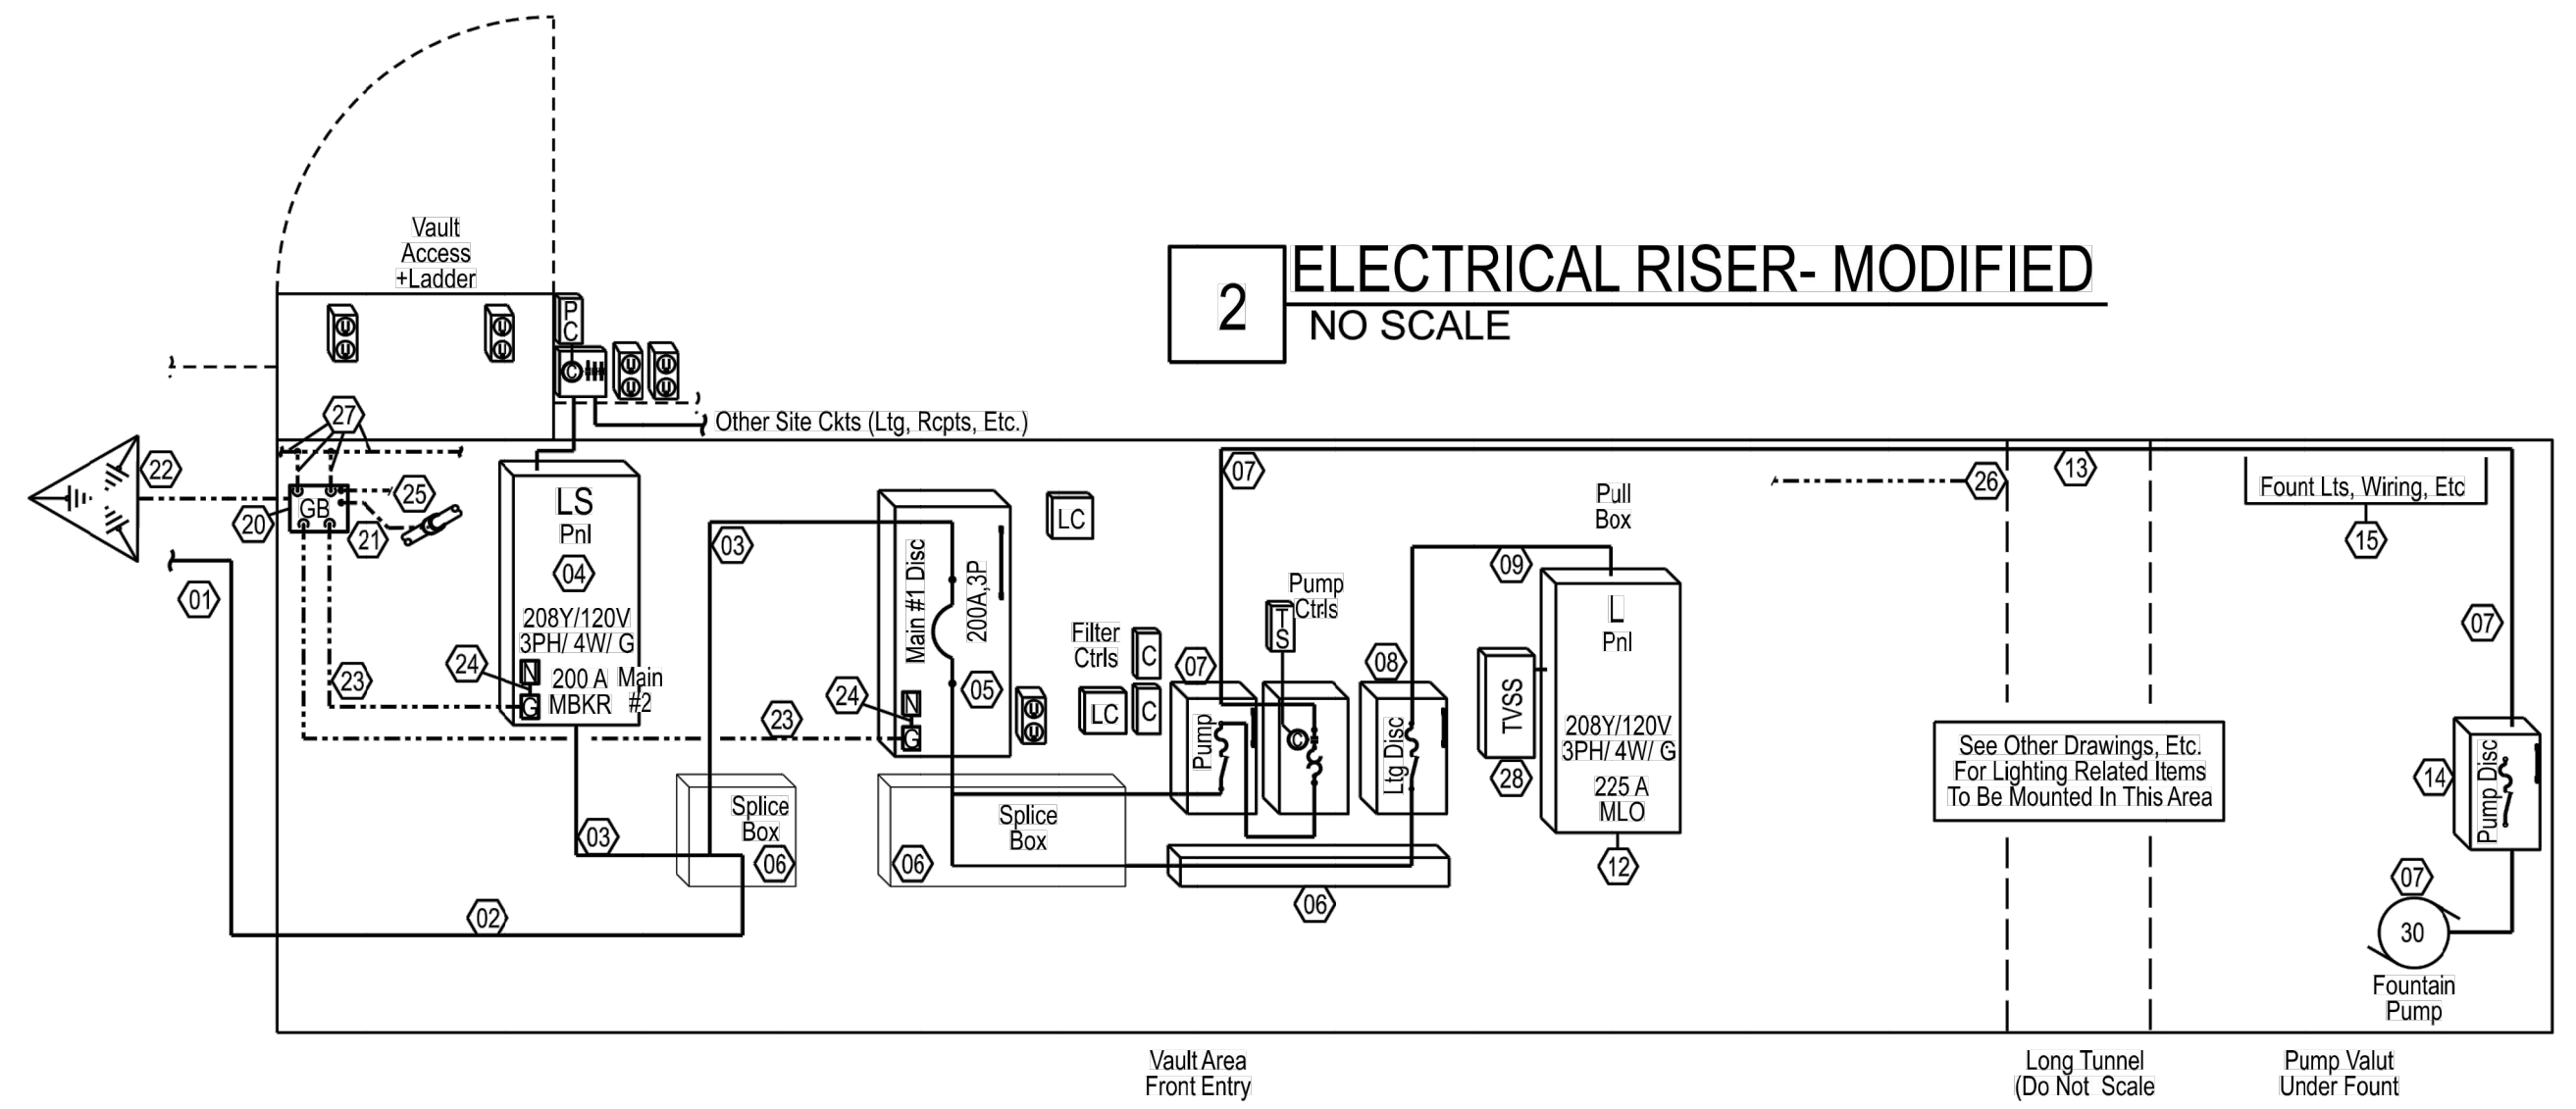 Vault
Access
+Ladder
U
U
U
U
P
C
C
U
U
U
U
2
ELECTRICAL RISER- MODIFIED
NO SCALE
Other Site Ckts (Ltg, Rcpts, Etc.)
27
22
25
GB
20
21
01
LS
Pnl
04
208Y/120V
3PH/ 4W/ G
N
200 A Main
G
MBKR #2
24
23
03
Main #1 Disc
200A,3P
05
N
G
24
23
U
U
LC
Filter
Ctrls
C
LC
C
07
07
Pump
Pump
Ctrls
T
S
C
08
Ltg Disc
09
Pull
Box
L
Pnl
TVSS
28
208Y/120V
3PH/ 4W/ G
225 A
MLO
12
26
13
Fount Lts, Wiring, Etc
15
07
See Other Drawings, Etc.
For Lighting Related Items
To Be Mounted In This Area
14
Pump Disc
07
30
Fountain
Pump
03
Splice
Box
06
Splice
Box
06
06
02
Vault Area
Front Entry
Long Tunnel
(Do Not Scale
Pump Valut
Under Fount